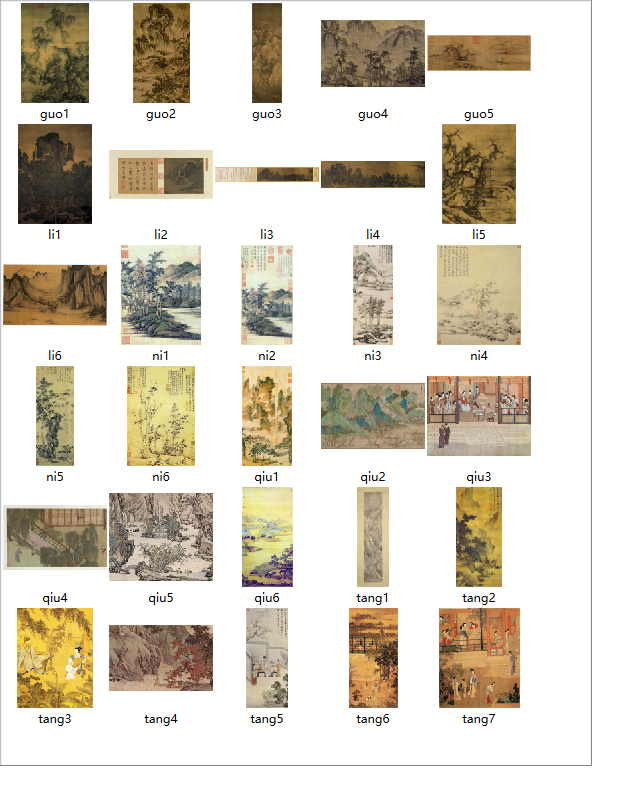 guo1 guo2 guo3 guo4 guo5
li1 li2 li3 li4 li5
li6 ni1 ni2 ni3 ni4
ni5 ni6 qiu1 qiu2 qiu3
qiu4 qiu5 qiu6 tang1 tang2
tang3 tang4 tang5 tang6 tang7